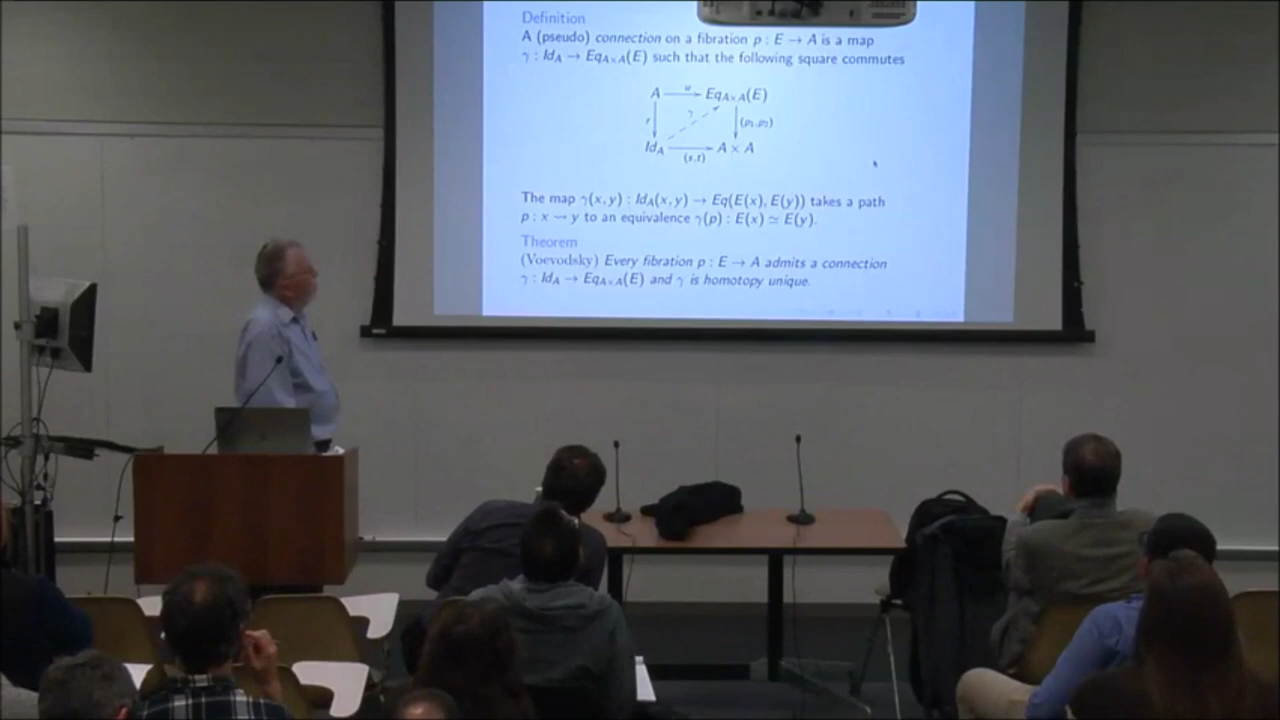 Definition
A (pseudo) connection on a fibration p : E → A is a map
γ : Id_A → Eq_{A×A}(E) such that the following square commutes
A u Eq_{A×A}(E)
r γ (p₁,p₂)
Id_A (s,t) A × A
The map γ(x, y) : Id_A(x, y) → Eq(E(x), E(y)) takes a path
p : x ⇝ y to an equivalence γ(p) : E(x) ≃ E(y).
Theorem
(Voevodsky) Every fibration p : E → A admits a connection
γ : Id_A → Eq_{A×A}(E) and γ is homotopy unique.